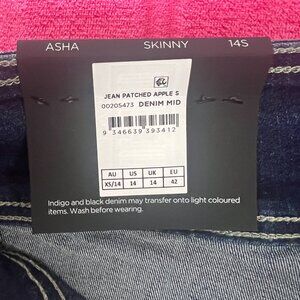 ASHA SKINNY 14S
JEAN PATCHED APPLE S
00205473 DENIM MID
9 346639 393412
AU US UK EU
XS/14 14 14 42
Indigo and black denim may transfer onto light coloured
items. Wash before wearing.